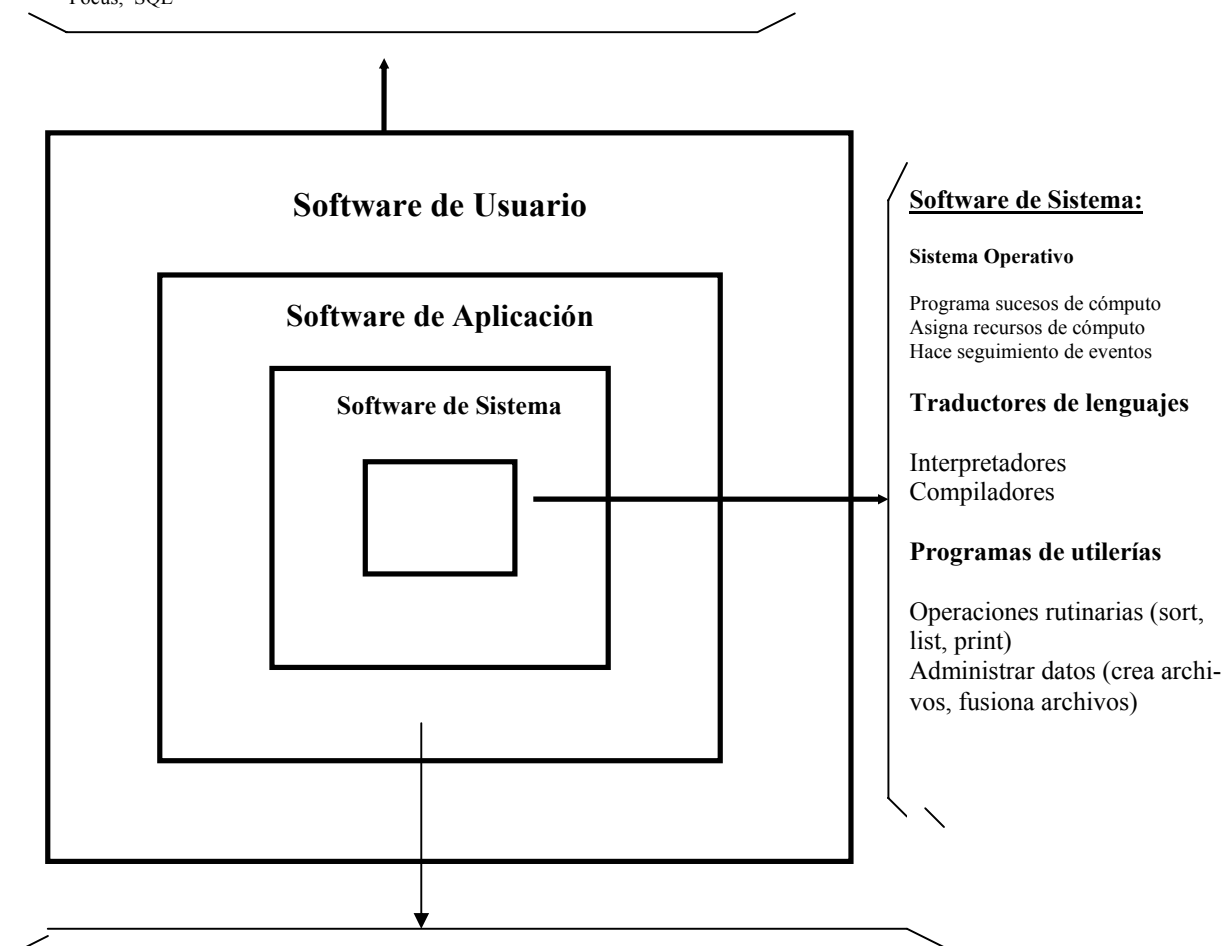 Focus, SQL
Software de Usuario
Software de Aplicación
Software de Sistema
Software de Sistema:
Sistema Operativo
Programa sucesos de cómputo
Asigna recursos de cómputo
Hace seguimiento de eventos
Traductores de lenguajes
Interpretadores
Compiladores
Programas de utilerías
Operaciones rutinarias (sort,
list, print)
Administrar datos (crea archi-
vos, fusiona archivos)